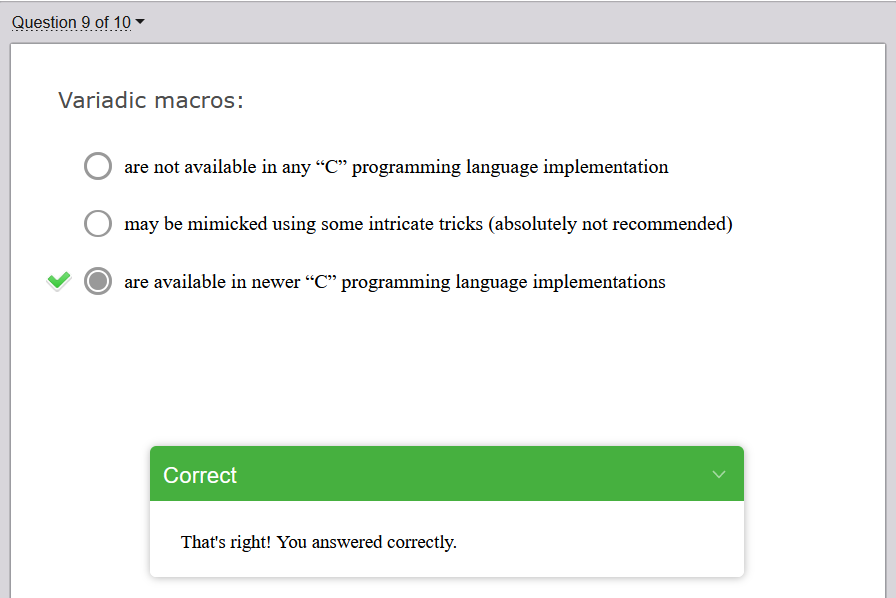 Question 9 of 10
Variadic macros:
are not available in any “C” programming language implementation
may be mimicked using some intricate tricks (absolutely not recommended)
are available in newer “C” programming language implementations
Correct
That's right! You answered correctly.